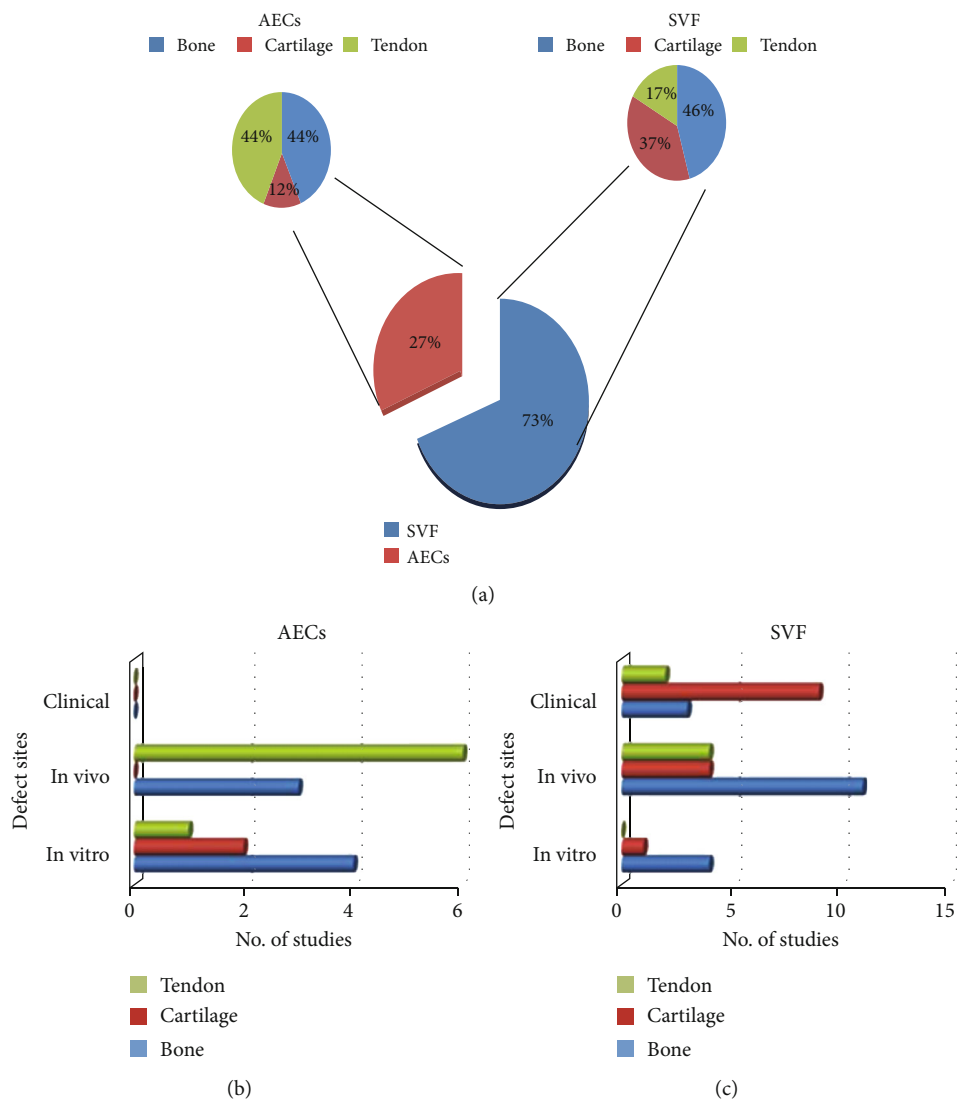 AECs
Bone Cartilage Tendon
SVF
Bone Cartilage Tendon
44% 44%
12%
17% 46%
37%
27%
73%
SVF
AECs
(a)
AECs
Defect sites
Clinical
In vivo
In vitro
0 2 4 6
No. of studies
Tendon
Cartilage
Bone
(b)
SVF
Defect sites
Clinical
In vivo
In vitro
0 5 10 15
No. of studies
Tendon
Cartilage
Bone
(c)